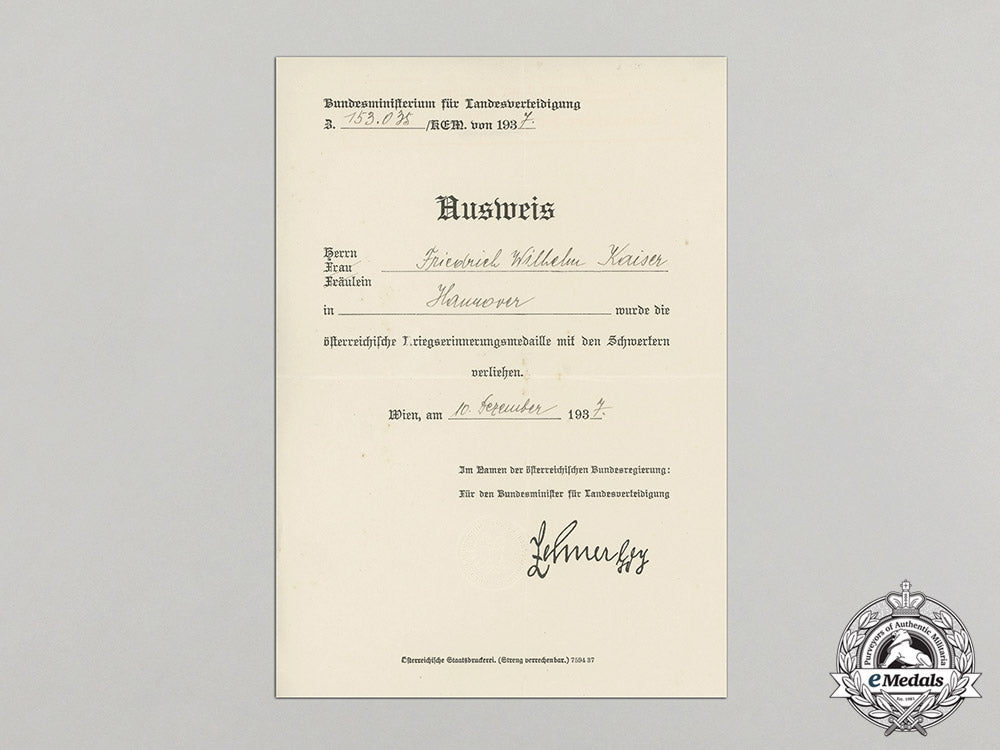 Bundesministerium für Landesverteidigung
Z. 153.035 /KEM. von 1937.
Ausweis
Herrn
Frau Friedrich Wilhelm Kaiser
Fräulein
in Hannover wurde die
österreichische Kriegserinnerungsmedaille mit den Schwertern
verliehen.
Wien, am 10. Dezember 1937.
Im Namen der österreichischen Bundesregierung:
Für den Bundesminister für Landesverteidigung
Österreichische Staatsdruckerei. (Streng verrechenbar.) 7594 37
Purveyors of Authentic Militaria
eMedals
Est. 1985